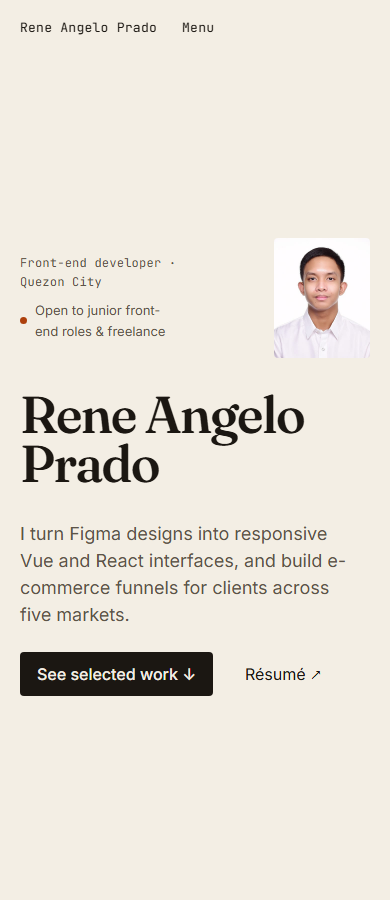 Rene Angelo Prado
Menu
Front-end developer ·
Quezon City
Open to junior front-
end roles & freelance
Rene Angelo
Prado
I turn Figma designs into responsive
Vue and React interfaces, and build e-
commerce funnels for clients across
five markets.
See selected work ↓
Résumé ↗